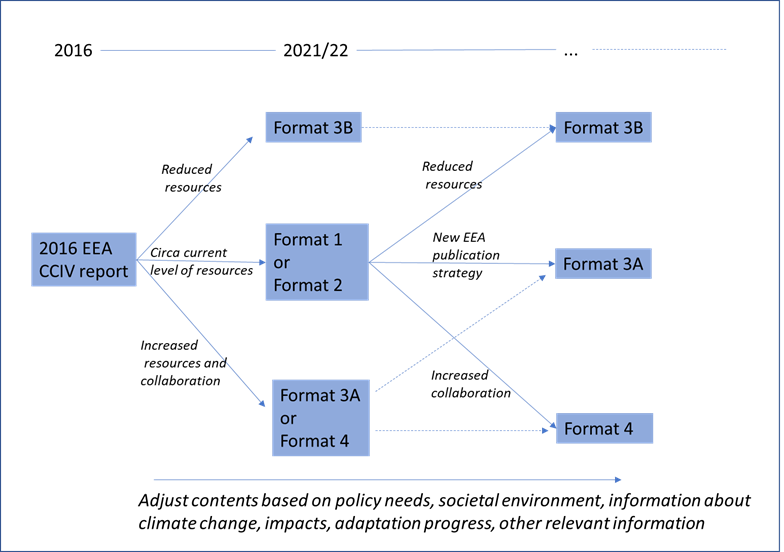 2016
2021/22
...
Format 3B
Format 3B
Reduced
resources
Reduced
resources
2016 EEA
CCIV report
Circa current
level of resources
Format 1
or
Format 2
New EEA
publication
strategy
Format 3A
Increased
resources and
collaboration
Format 3A
or
Format 4
Increased
collaboration
Format 4
Adjust contents based on policy needs, societal environment, information about
climate change, impacts, adaptation progress, other relevant information